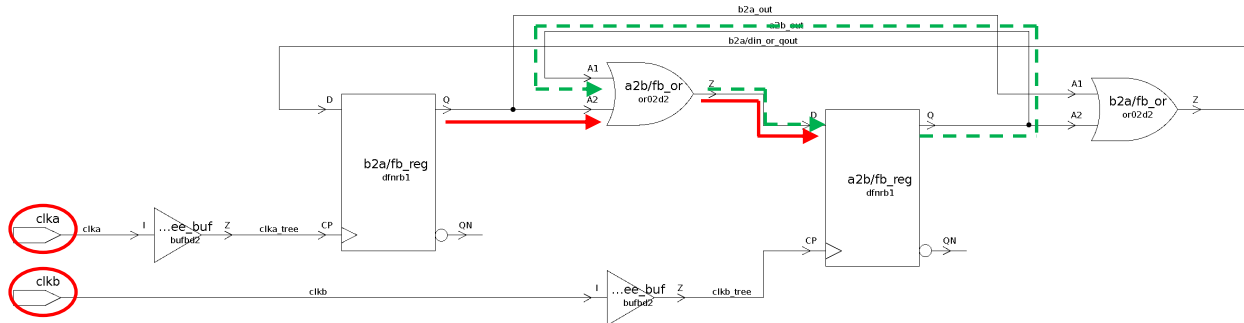 b2a_out
a2b_out
b2a/din_or_qout
A1
a2b/fb_or
or02d2
Z
A2
A1
b2a/fb_or
or02d2
Z
A2
D
Q
b2a/fb_reg
dfnrb1
CP
QN
D
Q
a2b/fb_reg
dfnrb1
CP
QN
clka
clka
I
...ee_buf
bufbd2
Z
clka_tree
clkb
clkb
I
...ee_buf
bufbd2
Z
clkb_tree